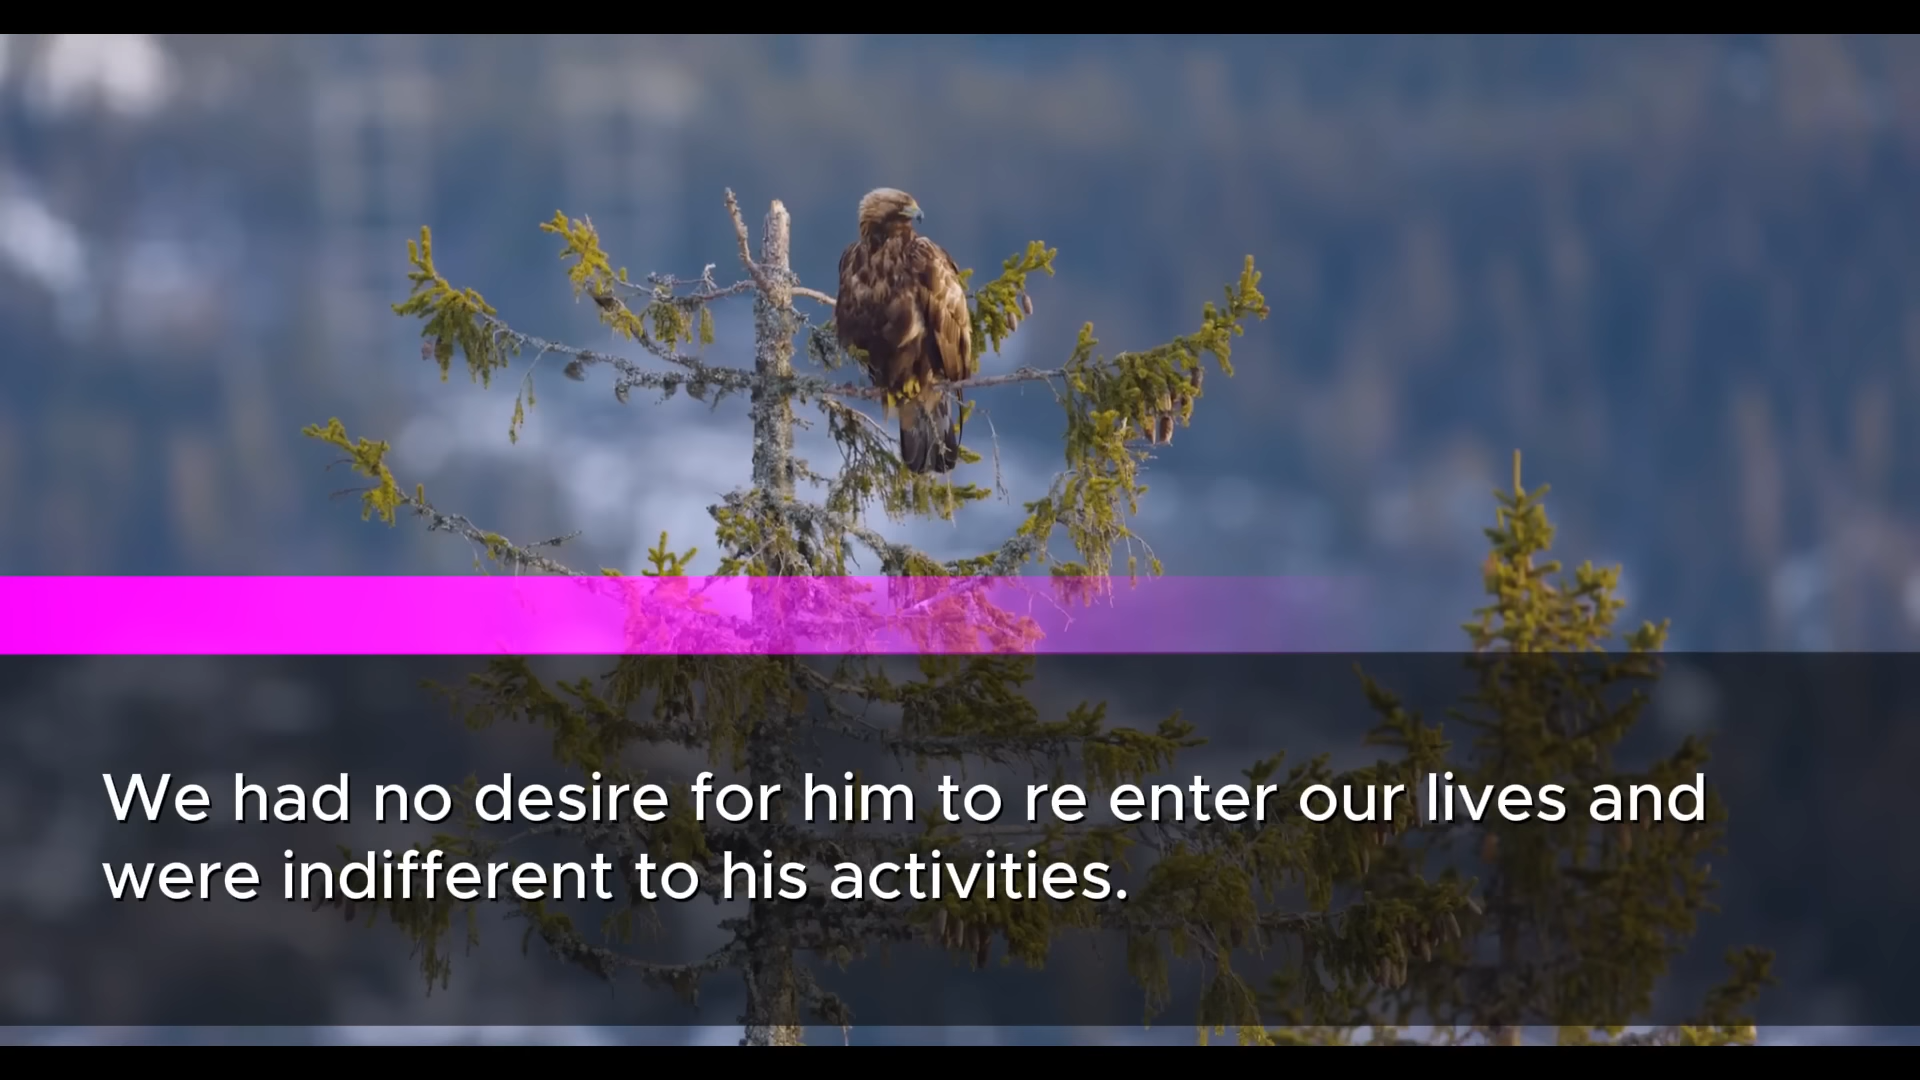 We had no desire for him to re enter our lives and
were indifferent to his activities.